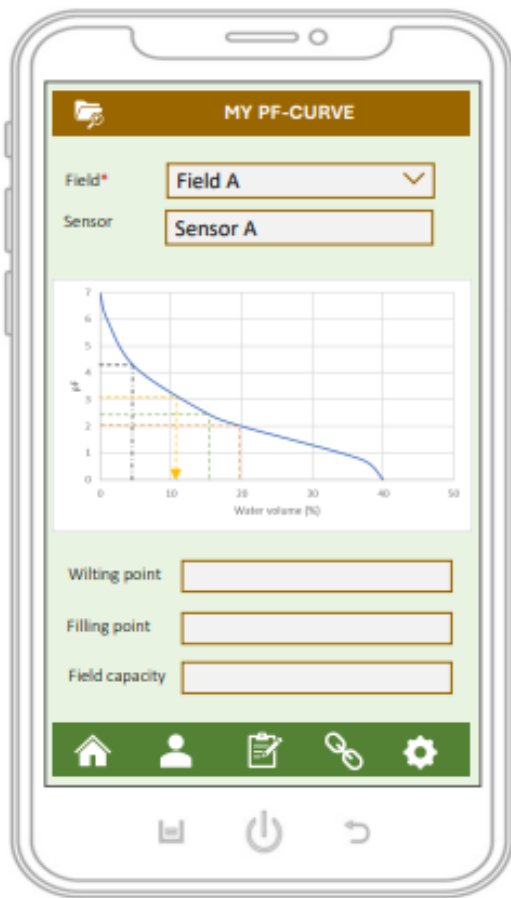 MY PF-CURVE
Field* Field A
Sensor Sensor A
7
6
5
4
3
2
1
0
pF
0 10 20 30 40 50
Water volume (%)
Wilting point
Filling point
Field capacity